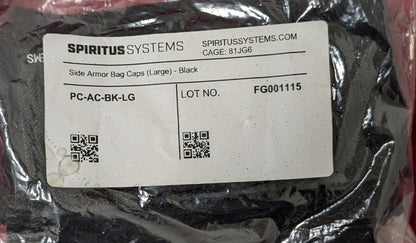 SPIRITUS SYSTEMS
SPIRITUSSYSTEMS.COM
CAGE: 81JG6
Side Armor Bag Caps (Large) - Black
PC-AC-BK-LG
LOT NO.
FG001115